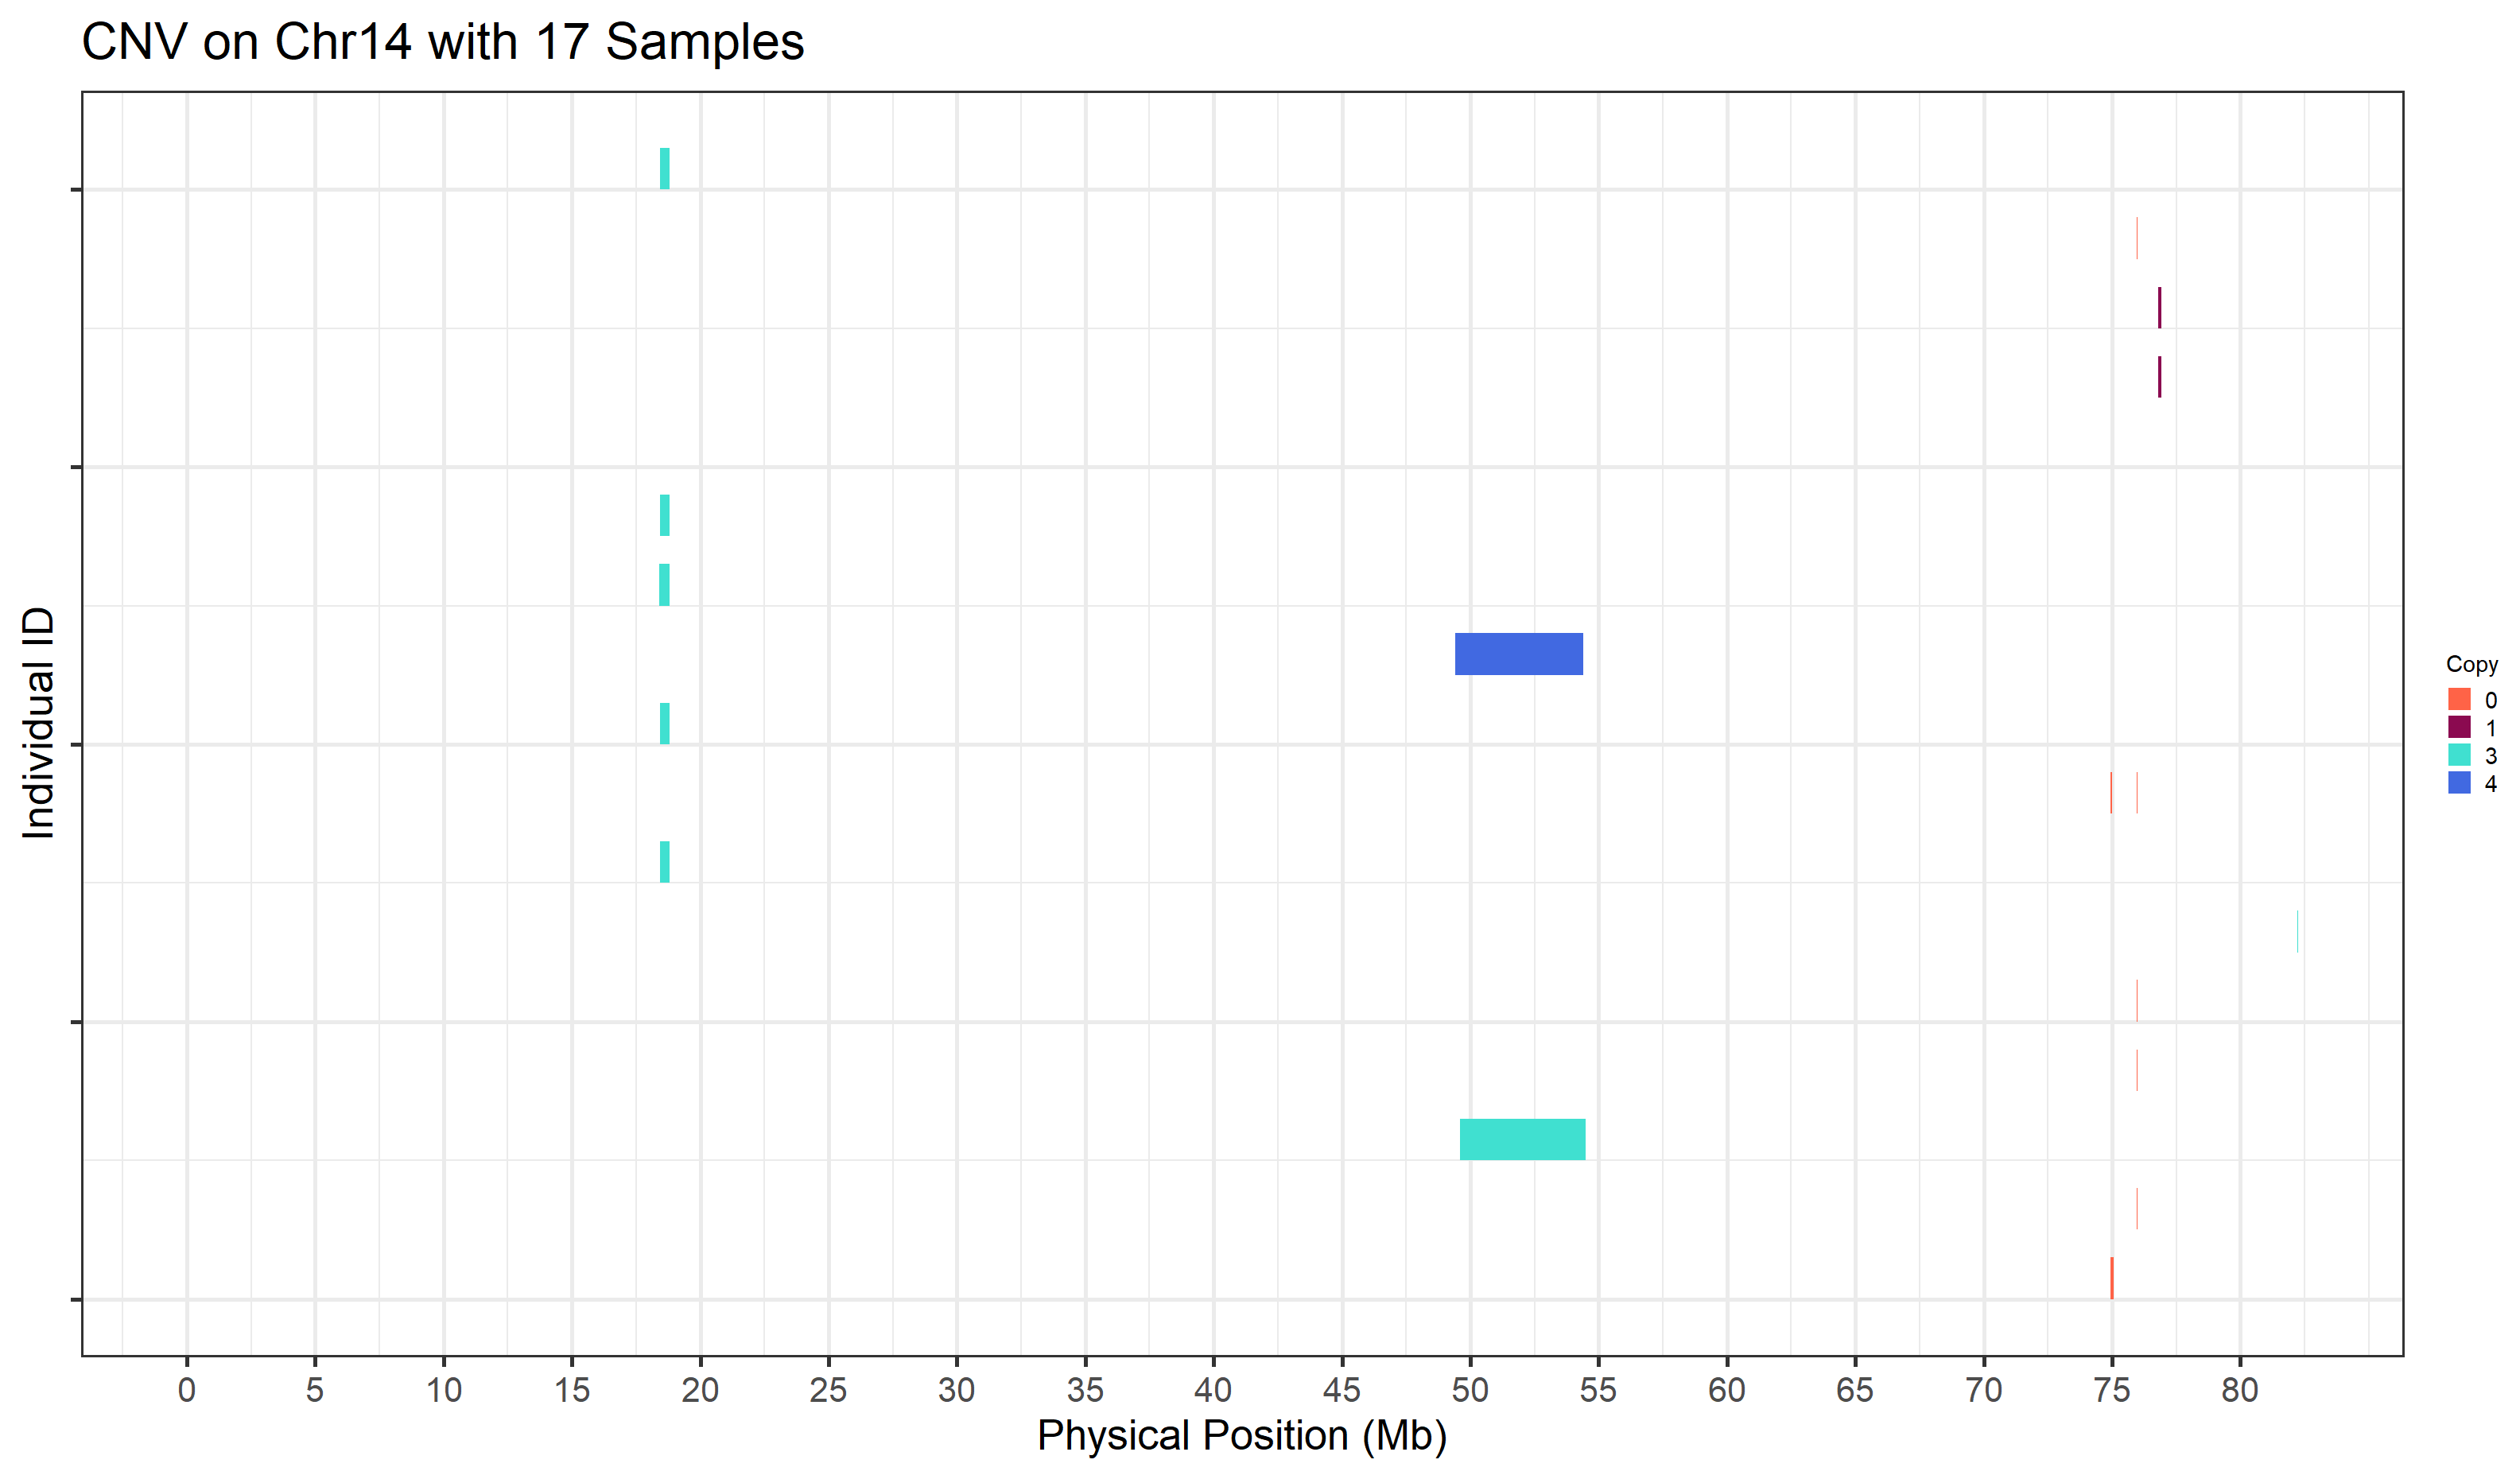 CNV on Chr14 with 17 Samples
Individual ID
Copy
0
1
3
4
0 5 10 15 20 25 30 35 40 45 50 55 60 65 70 75 80
Physical Position (Mb)